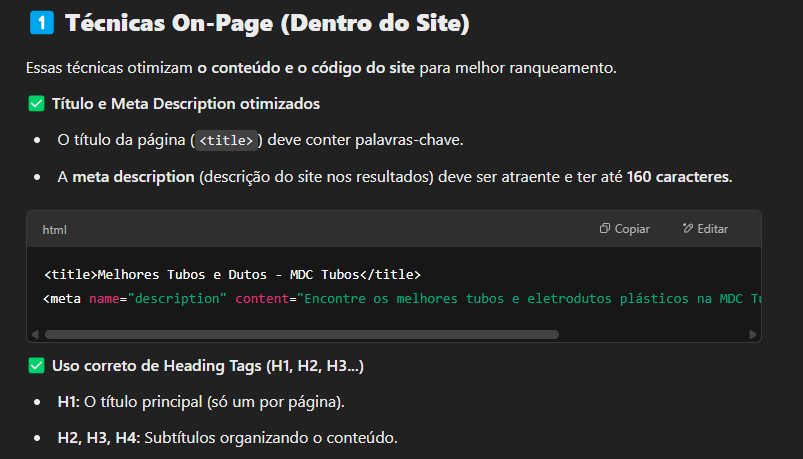 1 Técnicas On-Page (Dentro do Site)
Essas técnicas otimizam o conteúdo e o código do site para melhor ranqueamento.
✅ Título e Meta Description otimizados
• O título da página (<title>) deve conter palavras-chave.
• A meta description (descrição do site nos resultados) deve ser atraente e ter até 160 caracteres.
html Copiar Editar
<title>Melhores Tubos e Dutos - MDC Tubos</title>
<meta name="description" content="Encontre os melhores tubos e eletrodutos plásticos na MDC
✅ Uso correto de Heading Tags (H1, H2, H3...)
• H1: O título principal (só um por página).
• H2, H3, H4: Subtítulos organizando o conteúdo.